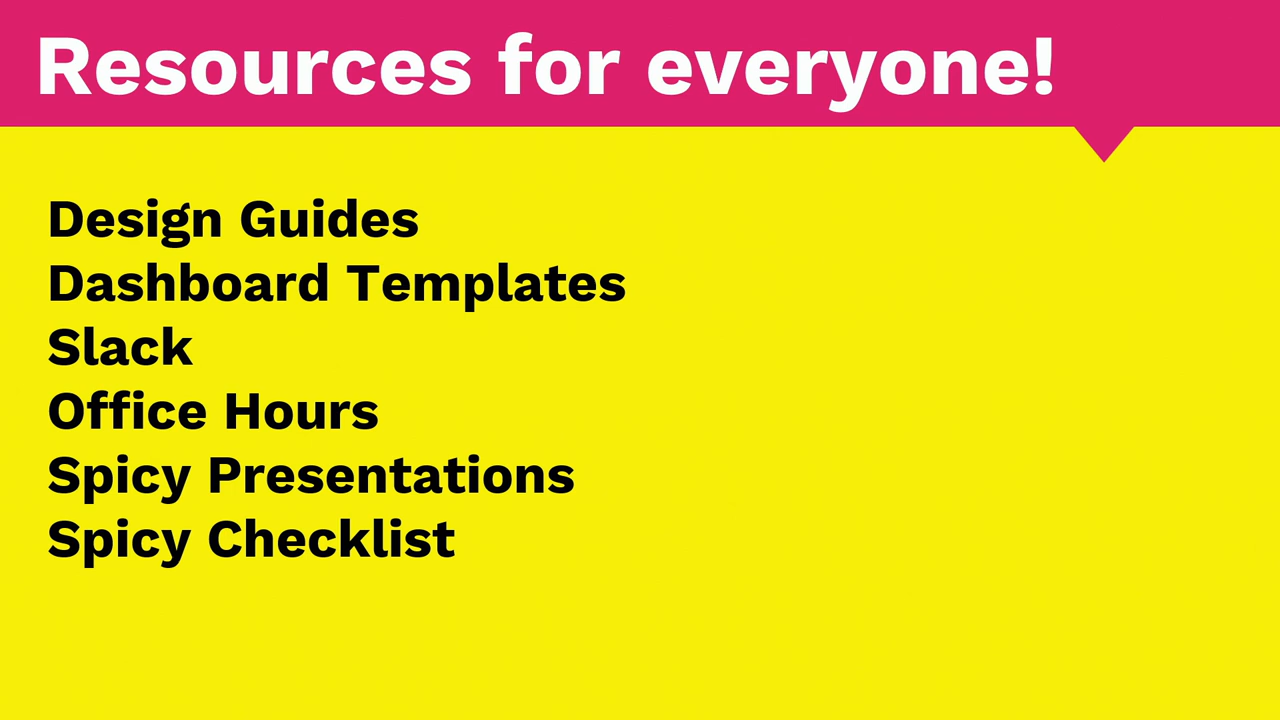 Resources for everyone!
Design Guides
Dashboard Templates
Slack
Office Hours
Spicy Presentations
Spicy Checklist